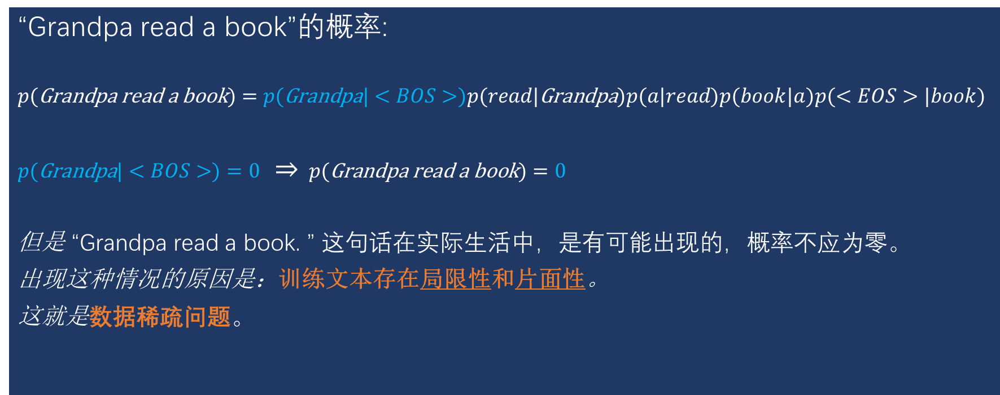 “Grandpa read a book”的概率:
p(Grandpa read a book) = p(Grandpa| < BOS >)p(read|Grandpa)p(a|read)p(book|a)p(< EOS > |book)
p(Grandpa| < BOS >) = 0 ⇒ p(Grandpa read a book) = 0
但是 “Grandpa read a book. ” 这句话在实际生活中，是有可能出现的，概率不应为零。
出现这种情况的原因是：训练文本存在局限性和片面性。
这就是数据稀疏问题。